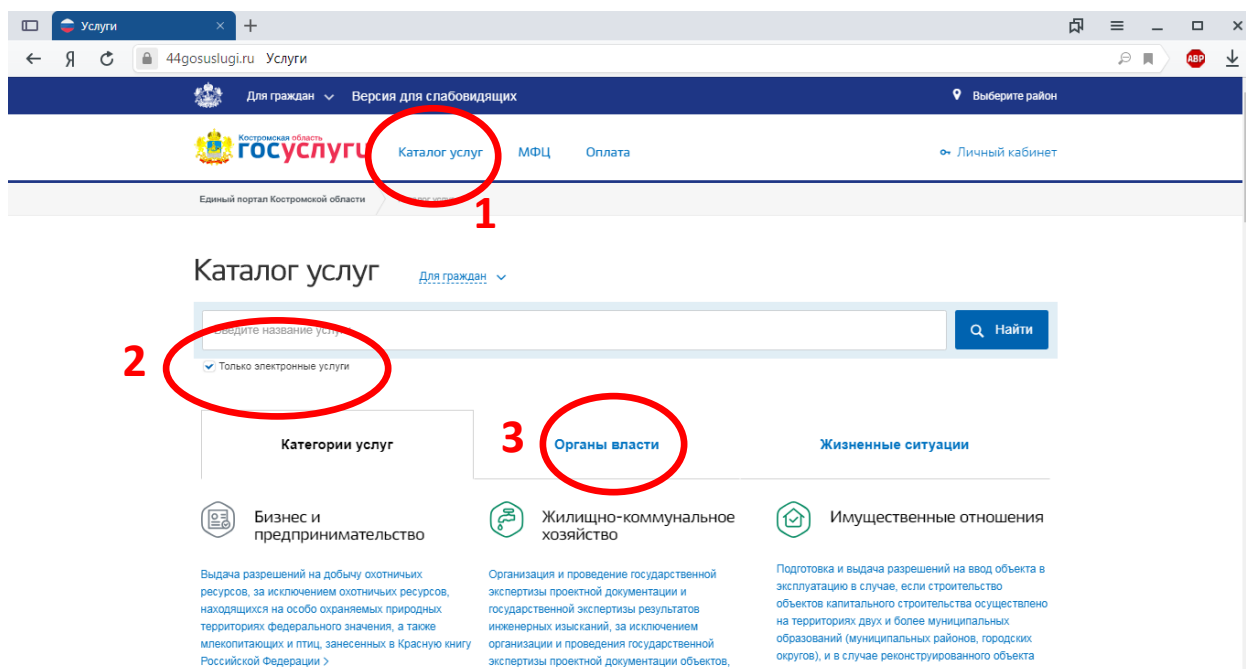 Услуги
44gosuslugi.ru Услуги
ABP
Для граждан Версия для слабовидящих Выберите район
Костромская область
госуслуги Каталог услуг МФЦ Оплата Личный кабинет
Единый портал Костромской области Каталог услуг
1
Каталог услуг Для граждан
Введите название услуги Найти
2
Только электронные услуги
Категории услуг 3 Органы власти Жизненные ситуации
Бизнес и
предпринимательство
Выдача разрешений на добычу охотничьих
ресурсов, за исключением охотничьих ресурсов,
находящихся на особо охраняемых природных
территориях федерального значения, а также
млекопитающих и птиц, занесенных в Красную книгу
Российской Федерации >
Жилищно-коммунальное
хозяйство
Организация и проведение государственной
экспертизы проектной документации и
государственной экспертизы результатов
инженерных изысканий, за исключением
организации и проведения государственной
экспертизы проектной документации объектов,
Имущественные отношения
Подготовка и выдача разрешений на ввод объекта в
эксплуатацию в случае, если строительство
объектов капитального строительства осуществлено
на территориях двух и более муниципальных
образований (муниципальных районов, городских
округов), и в случае реконструированного объекта